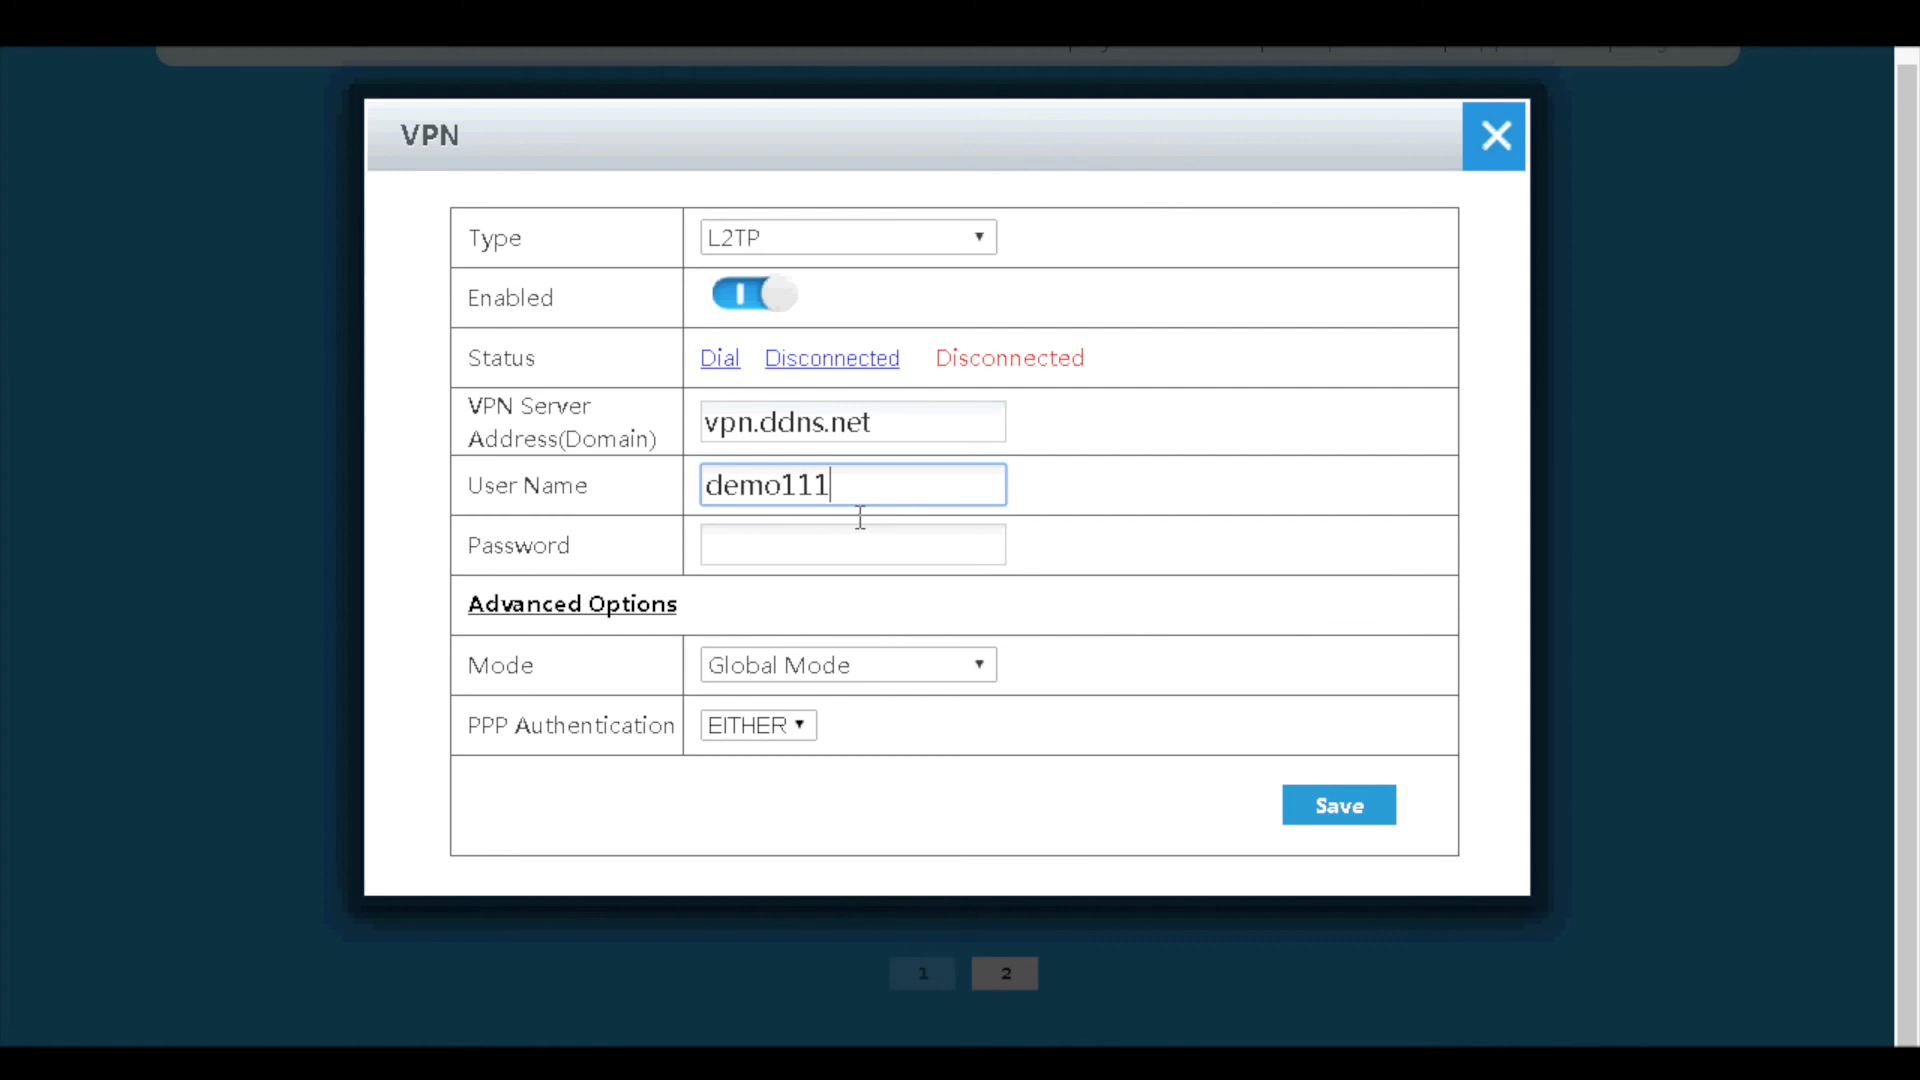 VPN
Type L2TP
Enabled
Status Dial Disconnected Disconnected
VPN Server
Address(Domain) vpn.ddns.net
User Name demo111
Password
Advanced Options
Mode Global Mode
PPP Authentication EITHER
Save
1 2